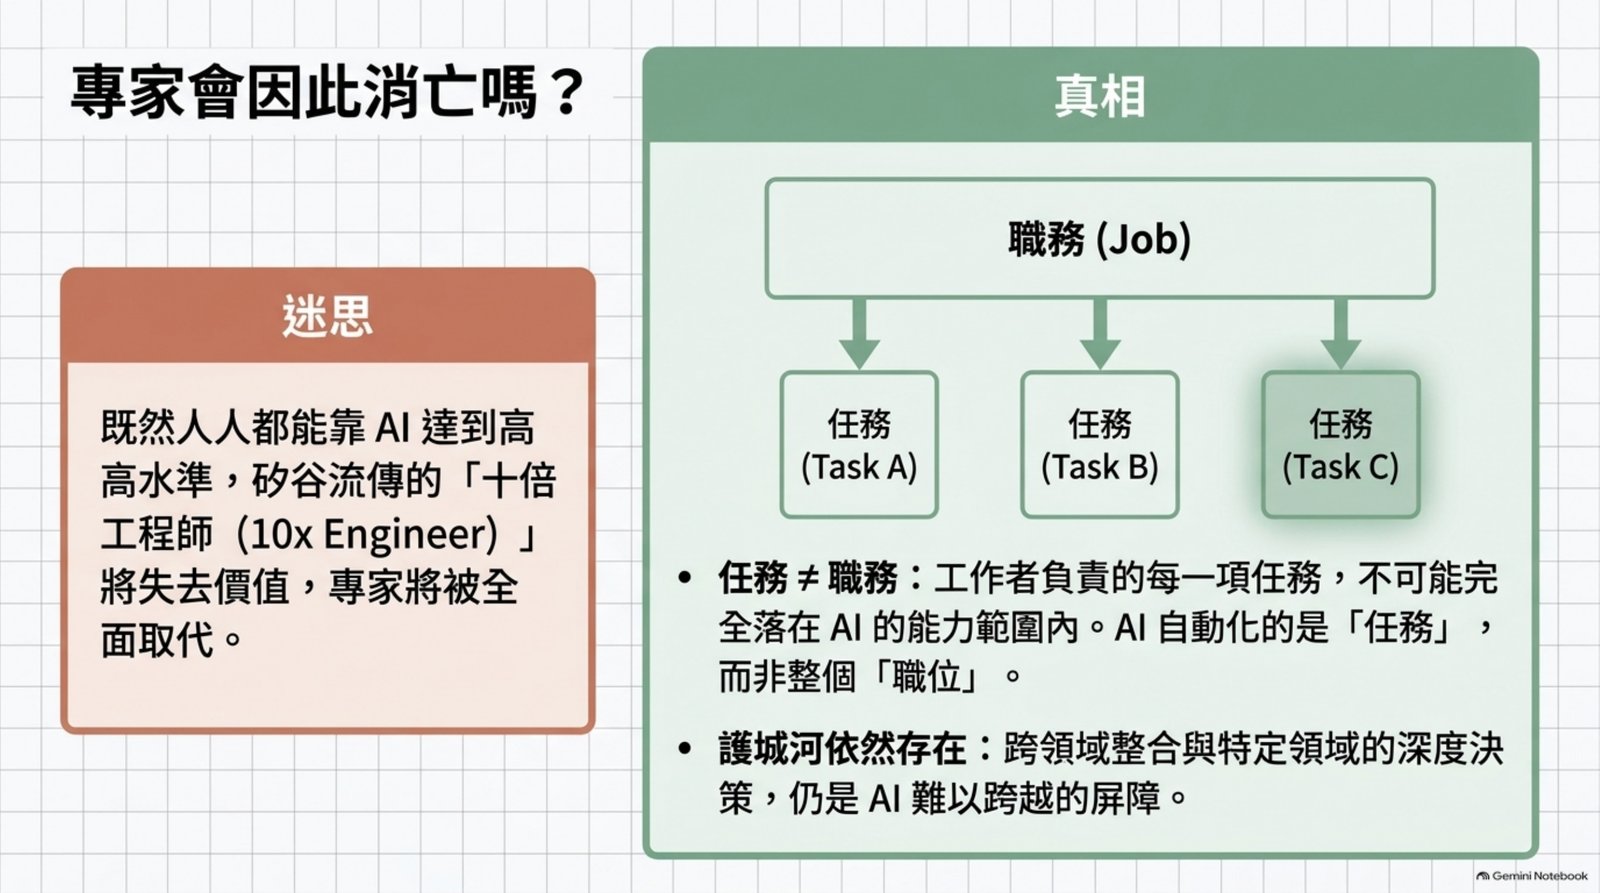 專家會因此消亡嗎？
迷思
既然人人都能靠 AI 達到高
高水準，矽谷流傳的「十倍
工程師（10x Engineer）」
將失去價值，專家將被全
面取代。
真相
職務 (Job)
任務
(Task A)
任務
(Task B)
任務
(Task C)
• 任務 ≠ 職務：工作者負責的每一項任務，不可能完
全落在 AI 的能力範圍內。AI 自動化的是「任務」，
而非整個「職位」。
• 護城河依然存在：跨領域整合與特定領域的深度決
策，仍是 AI 難以跨越的屏障。
Gemini Notebook